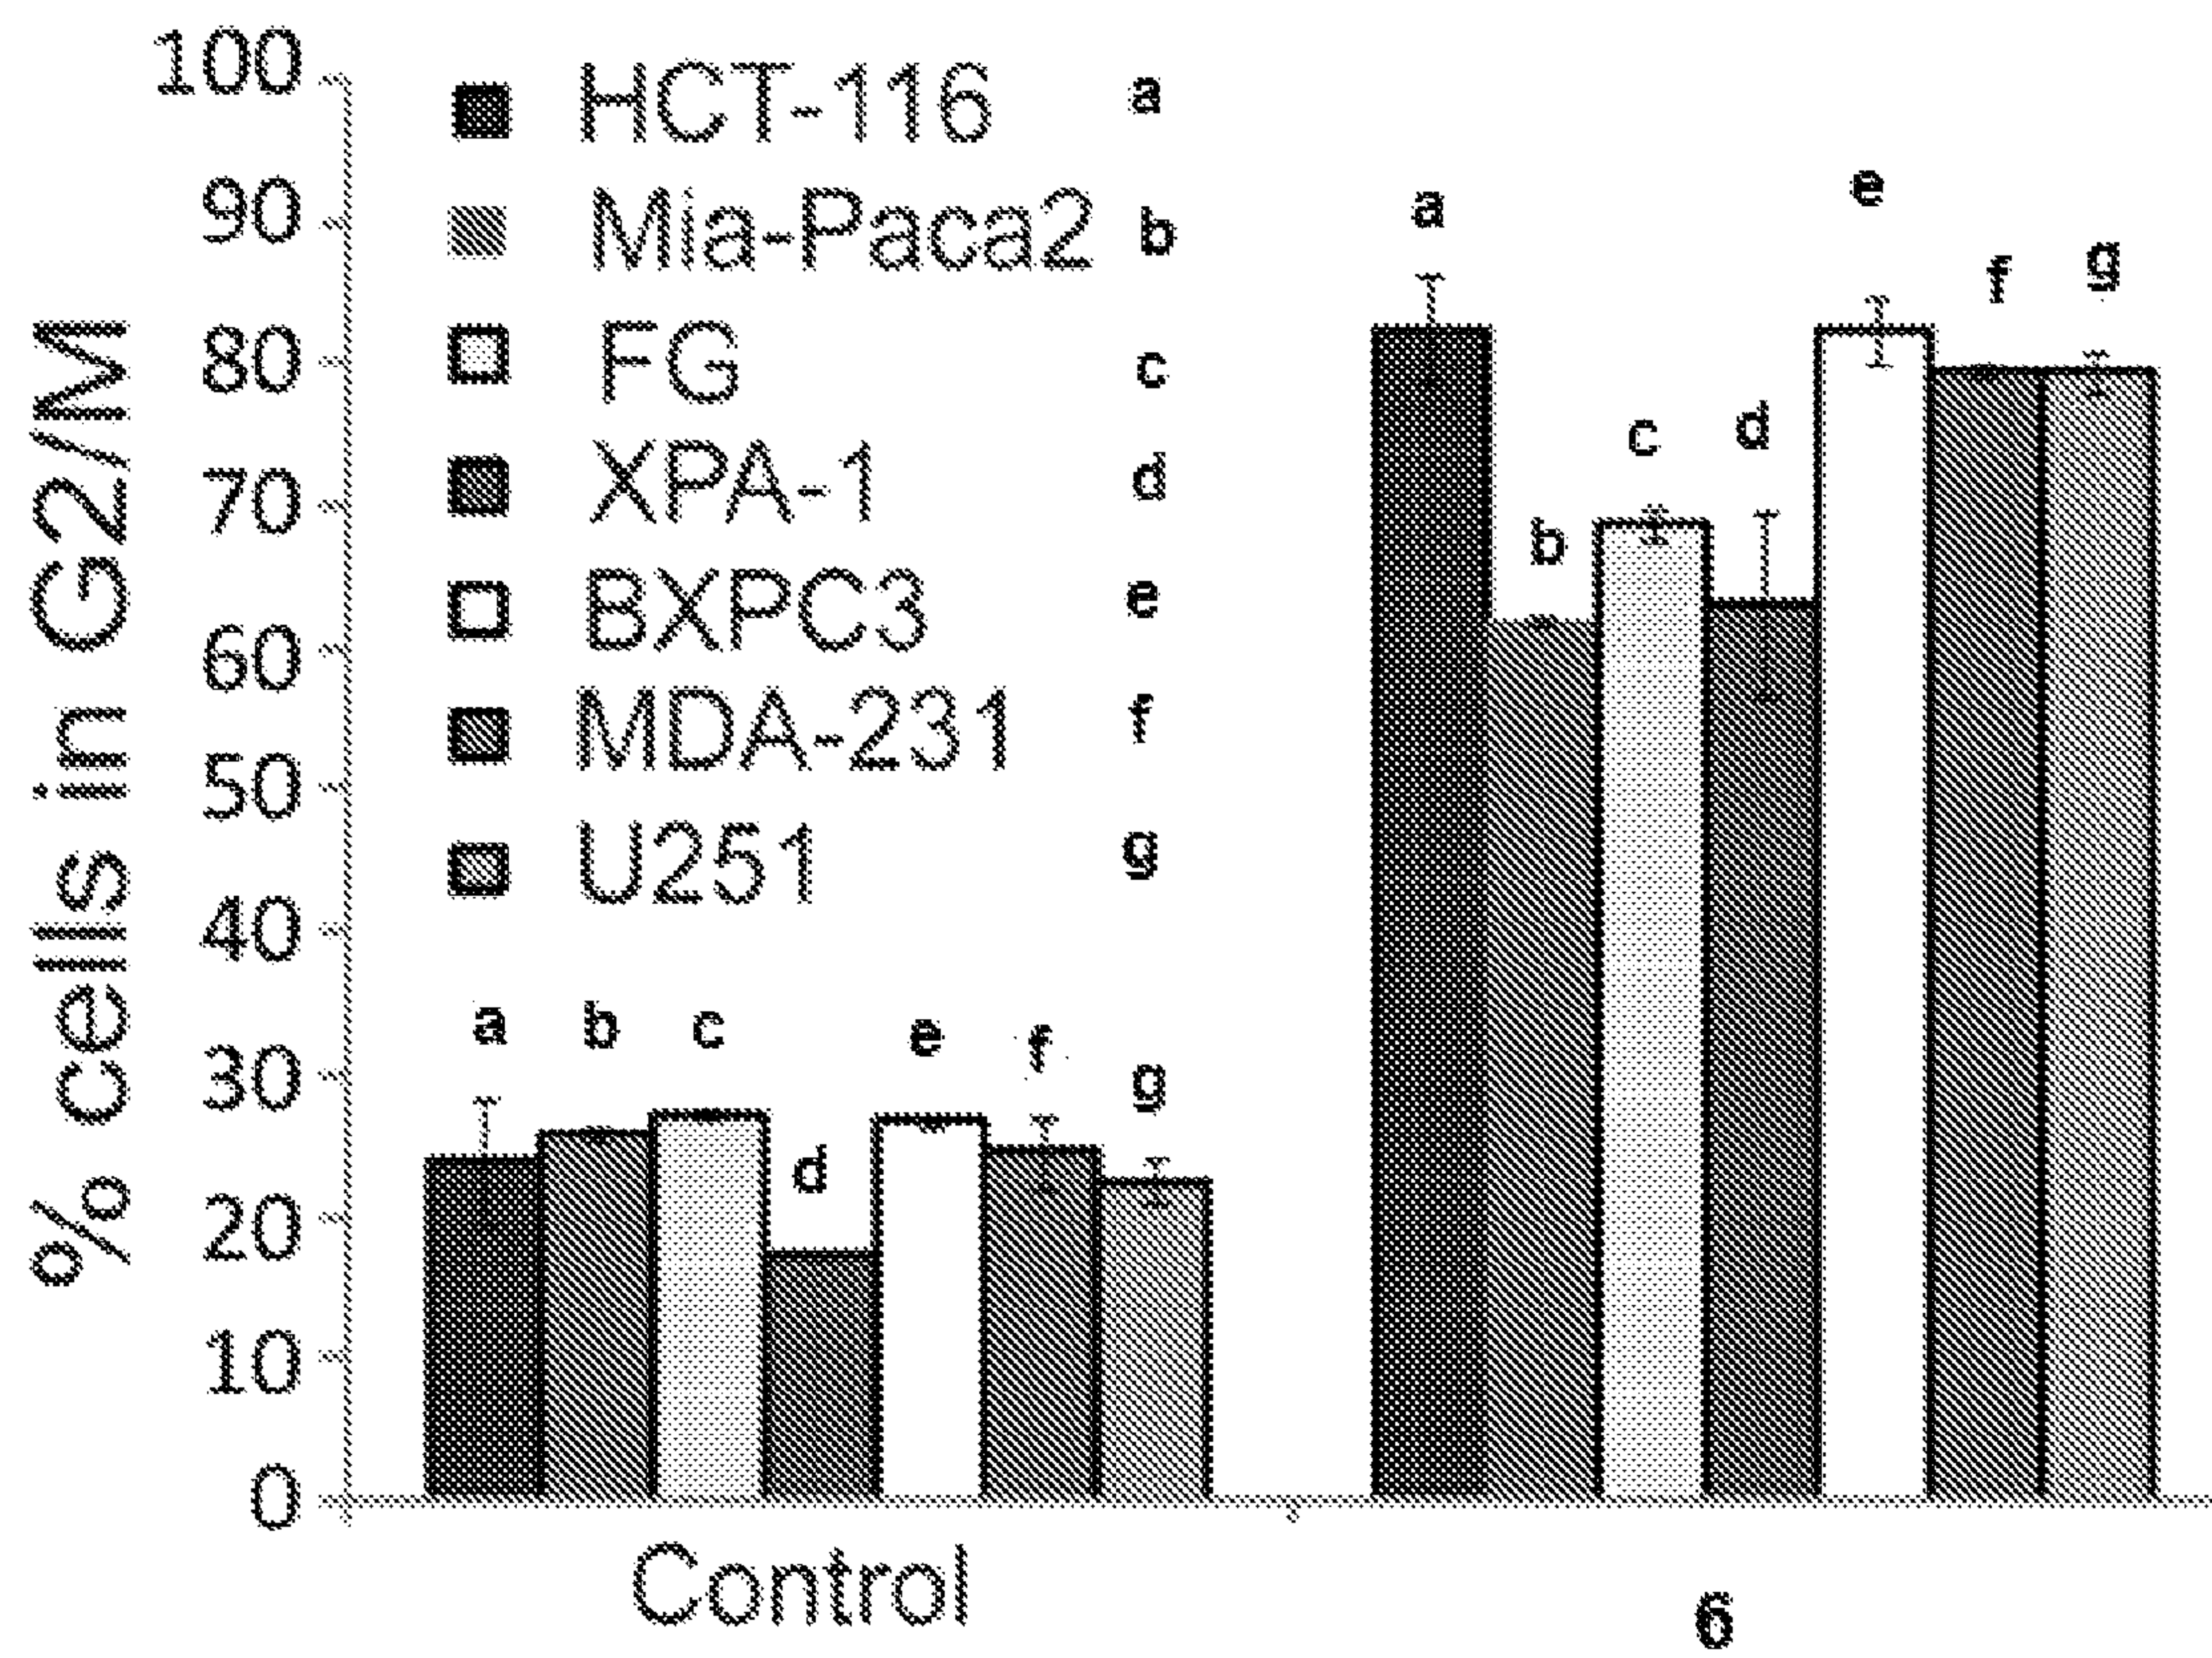 % cells in G2/M
100
90
80
70
60
50
40
30
20
10
0
HCT-116 a
Mia-Paca2 b
FG c
XPA-1 d
BXPC3 e
MDA-231 f
U251 g
a b c d e f g
a b c d e f g
Control
6